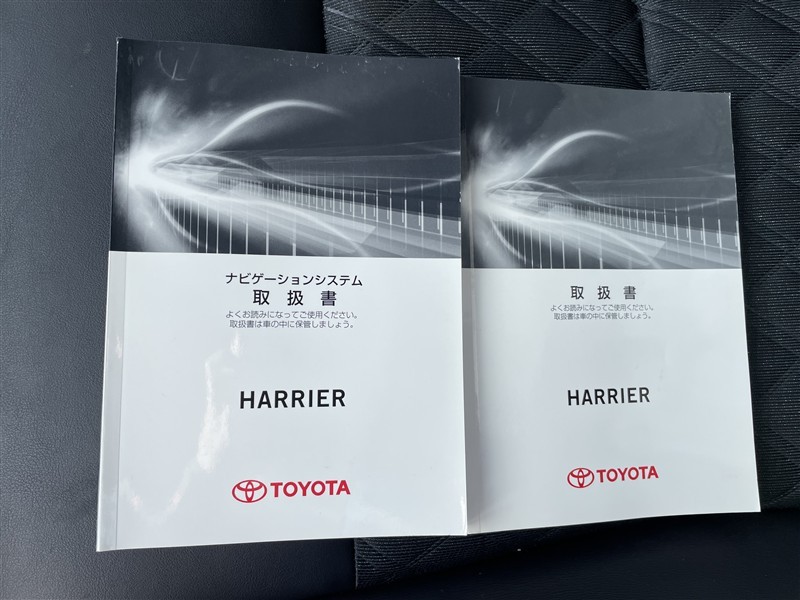 ナビゲーションシステム
取扱書
よくお読みになってご使用ください。
取扱書は車の中に保管しましょう。
HARRIER
TOYOTA
取扱書
よくお読みになってご使用ください。
取扱書は車の中に保管しましょう。
HARRIER
TOYOTA